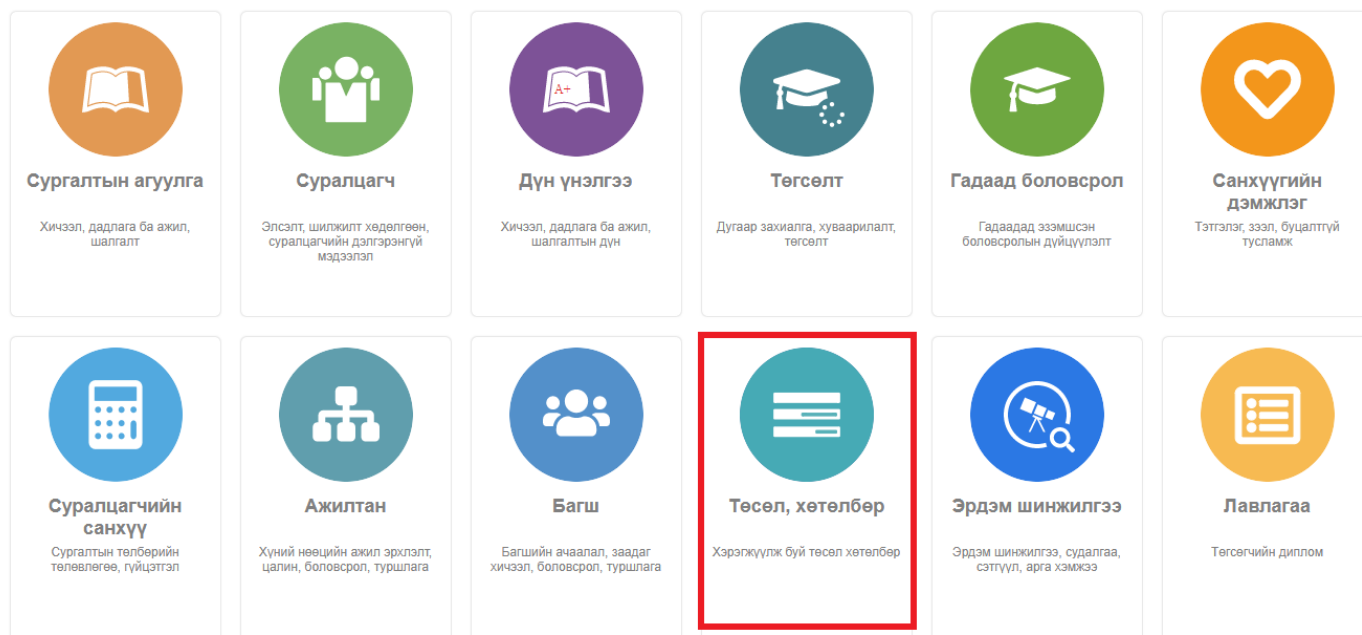 A+
Сургалтын агуулга
Хичээл, дадлага ба ажил,
шалгалт
Суралцагч
Элсэлт, шилжилт хөдөлгөөн,
суралцагчийн дэлгэрэнгүй
мэдээлэл
Дүн үнэлгээ
Хичээл, дадлага ба ажил,
шалгалтын дүн
Төгсөлт
Дугаар захиалга, хуваарилалт,
төгсөлт
Гадаад боловсрол
Гадаадад эзэмшсэн
боловсролын дүйцүүлэлт
Санхүүгийн
дэмжлэг
Тэтгэлэг, зээл, буцалтгүй
тусламж
Суралцагчийн
санхүү
Сургалтын төлбөрийн
төлөвлөгөө, гүйцэтгэл
Ажилтан
Хүний нөөцийн ажил эрхлэлт,
цалин, боловсрол, туршлага
Багш
Багшийн ачаалал, заадаг
хичээл, боловсрол, туршлага
Төсөл, хөтөлбөр
Хэрэгжүүлж буй төсөл хөтөлбөр
Эрдэм шинжилгээ
Эрдэм шинжилгээ, судалгаа,
сэтгүүл, арга хэмжээ
Лавлагаа
Төгсөгчийн диплом